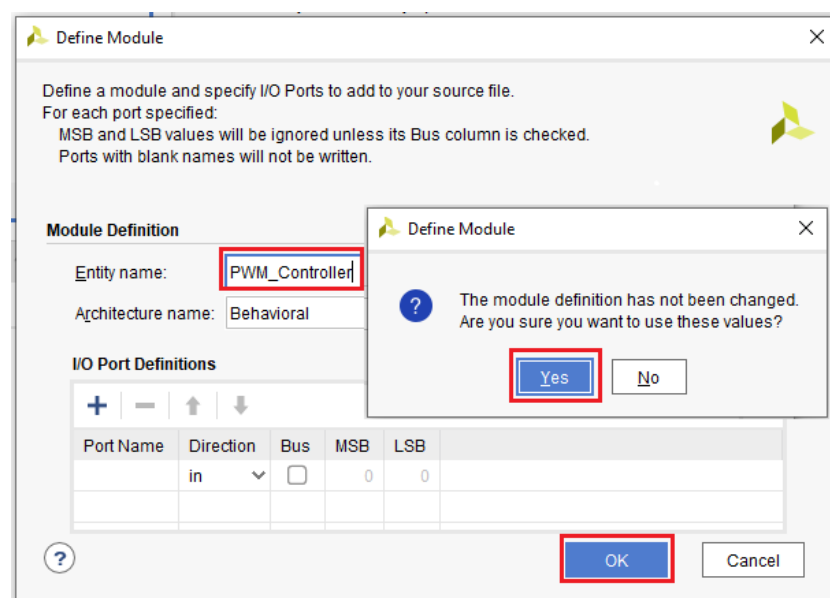 Define Module
Define a module and specify I/O Ports to add to your source file.
For each port specified:
MSB and LSB values will be ignored unless its Bus column is checked.
Ports with blank names will not be written.
Module Definition
Entity name: PWM_Controller
Architecture name: Behavioral
I/O Port Definitions
Port Name Direction Bus MSB LSB
in 0 0
? OK Cancel
Define Module
? The module definition has not been changed.
Are you sure you want to use these values?
Yes No